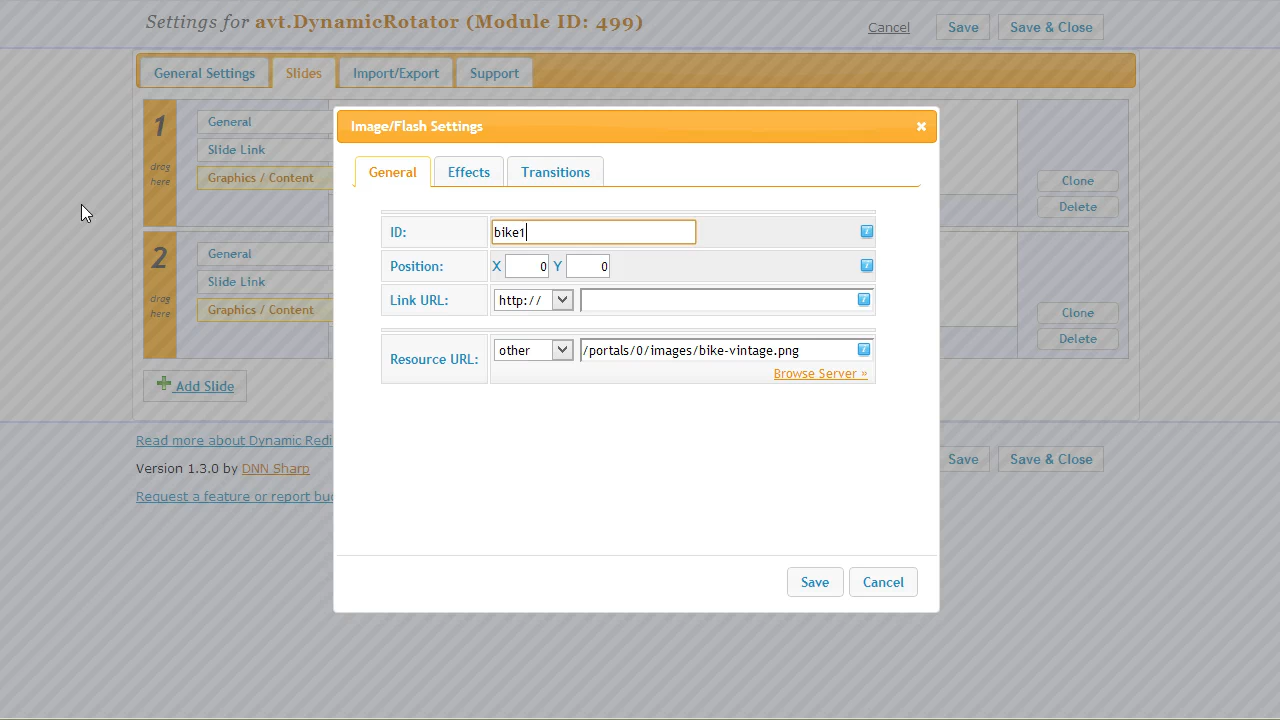 Settings for avt.DynamicRotator (Module ID: 499)
Cancel
Save
Save & Close
General Settings
Slides
Import/Export
Support
1
drag
here
General
Slide Link
Graphics / Content
Clone
Delete
2
drag
here
General
Slide Link
Graphics / Content
Clone
Delete
Add Slide
Image/Flash Settings
General
Effects
Transitions
ID:
bike1
Position:
X 0 Y 0
Link URL:
http://
Resource URL:
other
/portals/0/images/bike-vintage.png
Browse Server »
Save
Cancel
Read more about Dynamic Redi
Version 1.3.0 by DNN Sharp
Request a feature or report
Save
Save & Close